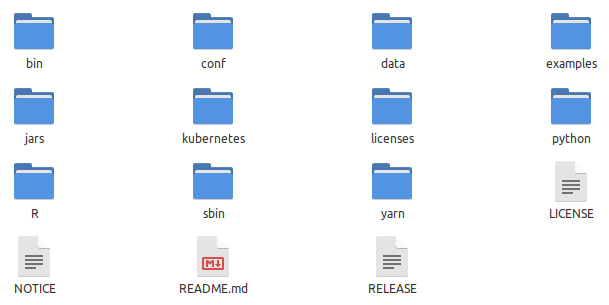 bin
conf
data
examples
jars
kubernetes
licenses
python
R
sbin
yarn
LICENSE
NOTICE
README.md
RELEASE